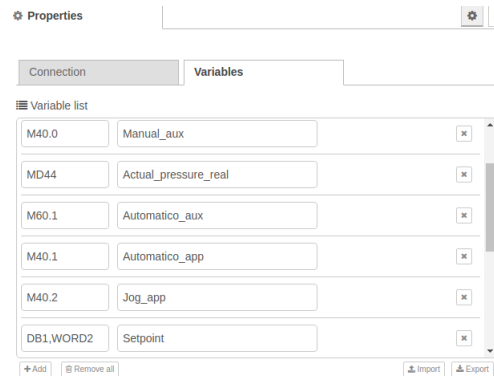 Properties
Connection Variables
Variable list
M40.0 Manual_aux
MD44 Actual_pressure_real
M60.1 Automatico_aux
M40.1 Automatico_app
M40.2 Jog_app
DB1,WORD2 Setpoint
+ Add Remove all Import Export